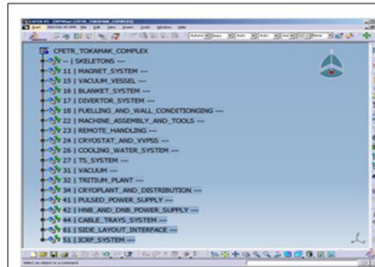 CFETR_TOKAMAK_COMPLEX
-- | SKELETONS ---
11 | MAGNET_SYSTEM ---
15 | VACUUM_VESSEL ---
16 | BLANKET_SYSTEM ---
17 | DIVERTOR_SYSTEM ---
18 | FUELLING_AND_WALL_CONDITIONGING ---
22 | MACHINE_ASSEMBLY_AND_TOOLS ---
23 | REMOTE_HANDLING ---
24 | CRYOSTAT_AND_VVPSS ---
26 | COOLING_WATER_SYSTEM ---
27 | TS_SYSTEM ---
31 | VACUUM ---
32 | TRITIUM_PLANT ---
34 | CRYOPLANT_AND_DISTRIBUTION ---
41 | PULSED_POWER_SUPPLY ---
42 | HNB_AND_DNB_POWER_SUPPLY ---
44 | CABLE_TRAYS_SYSTEM ---
61 | SIDE_LAYOUT_INTERFACE ---
51 | ICRF_SYSTEM ---